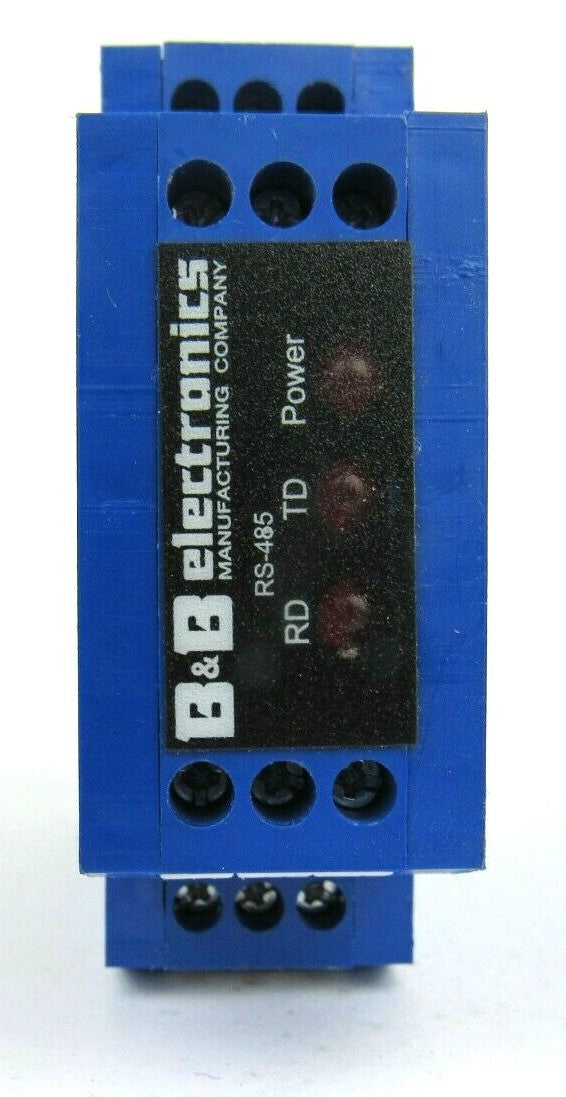 B&B electronics
MANUFACTURING COMPANY
RS-485
RD TD Power